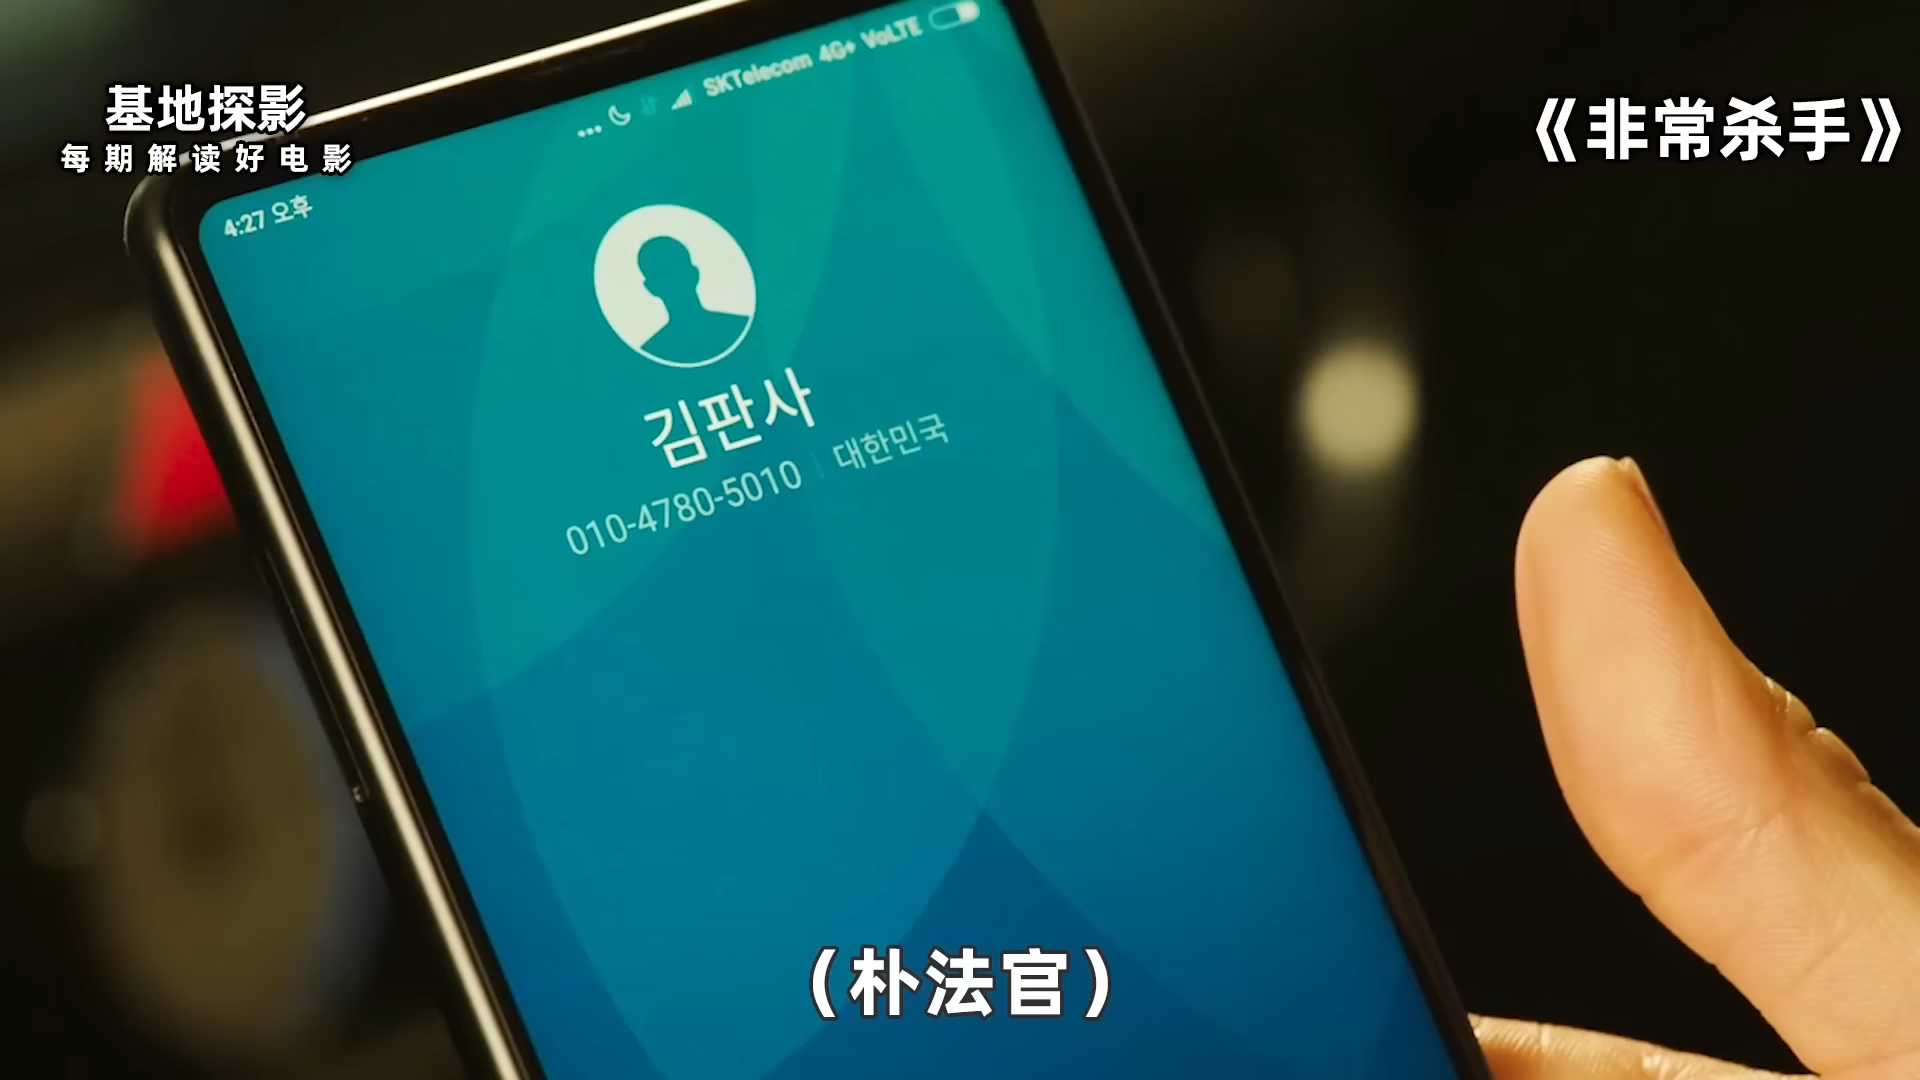 基地探影
每期解读好电影
《非常杀手》
SKTelecom 4G+ VoLTE
4:27 오후
김판사
010-4780-5010 대한민국
（朴法官）